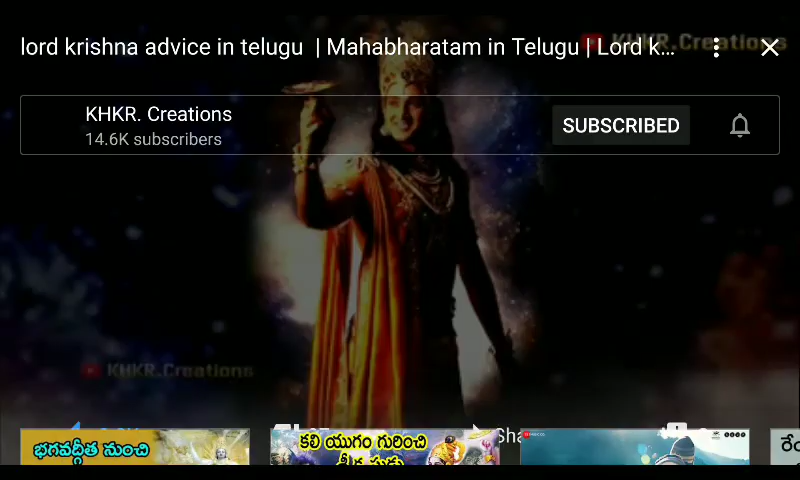 lord krishna advice in telugu | Mahabharatam in Telugu | Lord k...
KHKR.Creations
KHKR. Creations
14.6K subscribers
SUBSCRIBED
KHKR.Creations
భగవద్గీత నుంచి
కలి యుగం గురించి